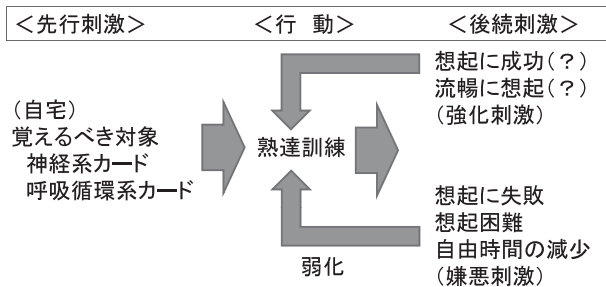 ＜先行刺激＞ ＜行 動＞ ＜後続刺激＞
想起に成功(？)
流暢に想起(？)
(強化刺激)
(自宅)
覚えるべき対象
神経系カード
呼吸循環系カード
熟達訓練
想起に失敗
想起困難
自由時間の減少
(嫌悪刺激)
弱化